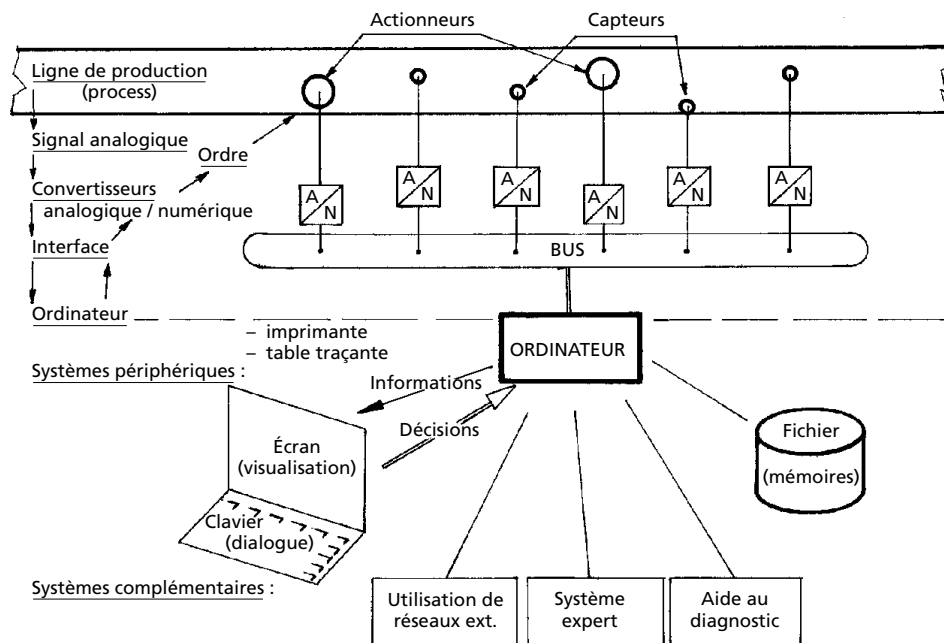 Actionneurs
Capteurs
Ligne de production
(process)
Signal analogique
Ordre
Convertisseurs
analogique / numérique
A
N
A
N
A
N
A
N
A
N
A
N
Interface
BUS
Ordinateur
– imprimante
– table traçante
ORDINATEUR
Systèmes périphériques :
Informations
Décisions
Écran
(visualisation)
Fichier
(mémoires)
Clavier
(dialogue)
Systèmes complémentaires :
Utilisation de
réseaux ext.
Système
expert
Aide au
diagnostic